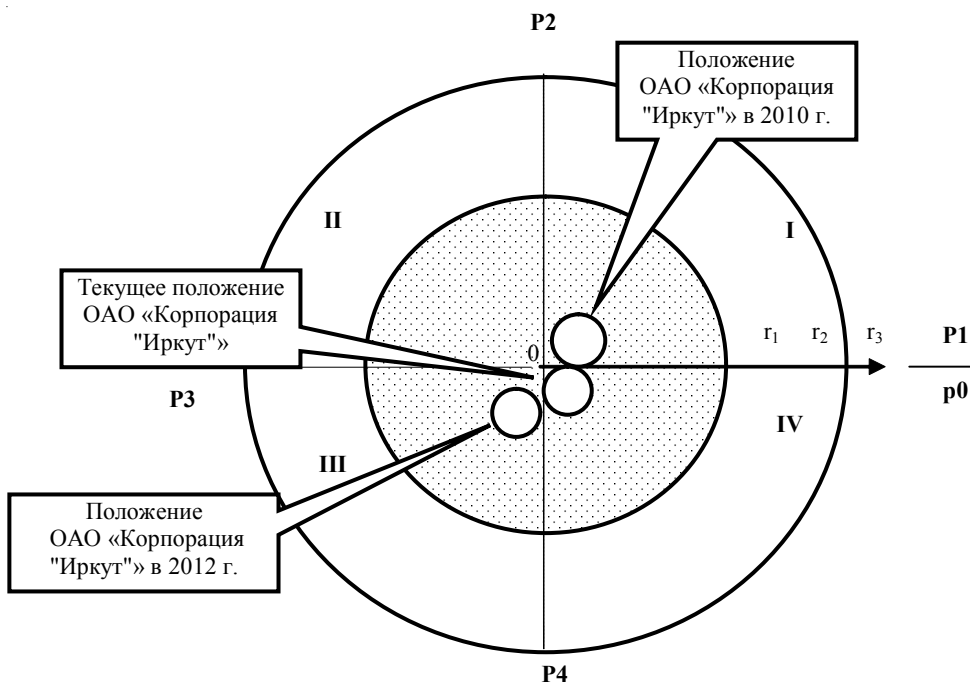 P2
Положение
ОАО «Корпорация
"Иркут"» в 2010 г.
II
I
Текущее положение
ОАО «Корпорация
"Иркут"»
0
r₁
r₂
r₃
P1
P3
p0
III
IV
Положение
ОАО «Корпорация
"Иркут"» в 2012 г.
P4